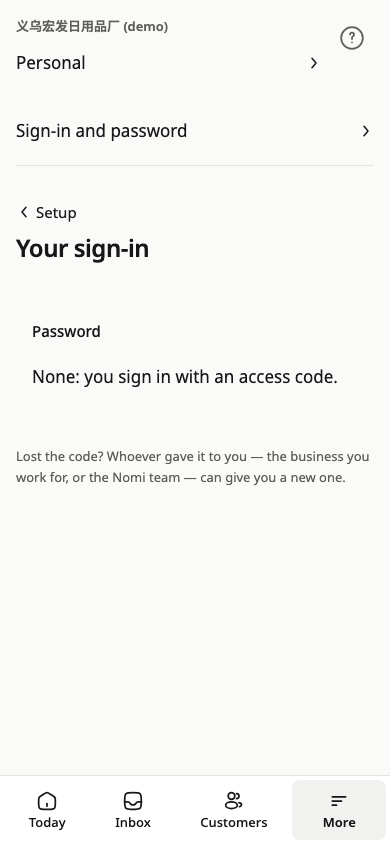 义乌宏发日用品厂 (demo)
Personal
Sign-in and password
Setup
Your sign-in
Password
None: you sign in with an access code.
Lost the code? Whoever gave it to you — the business you
work for, or the Nomi team — can give you a new one.
Today
Inbox
Customers
More